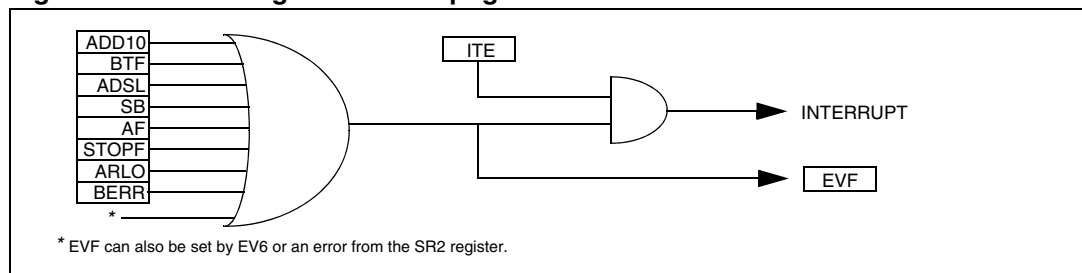 ADD10
BTF
ADSL
SB
AF
STOPF
ARLO
BERR
*
ITE
INTERRUPT
EVF
* EVF can also be set by EV6 or an error from the SR2 register.